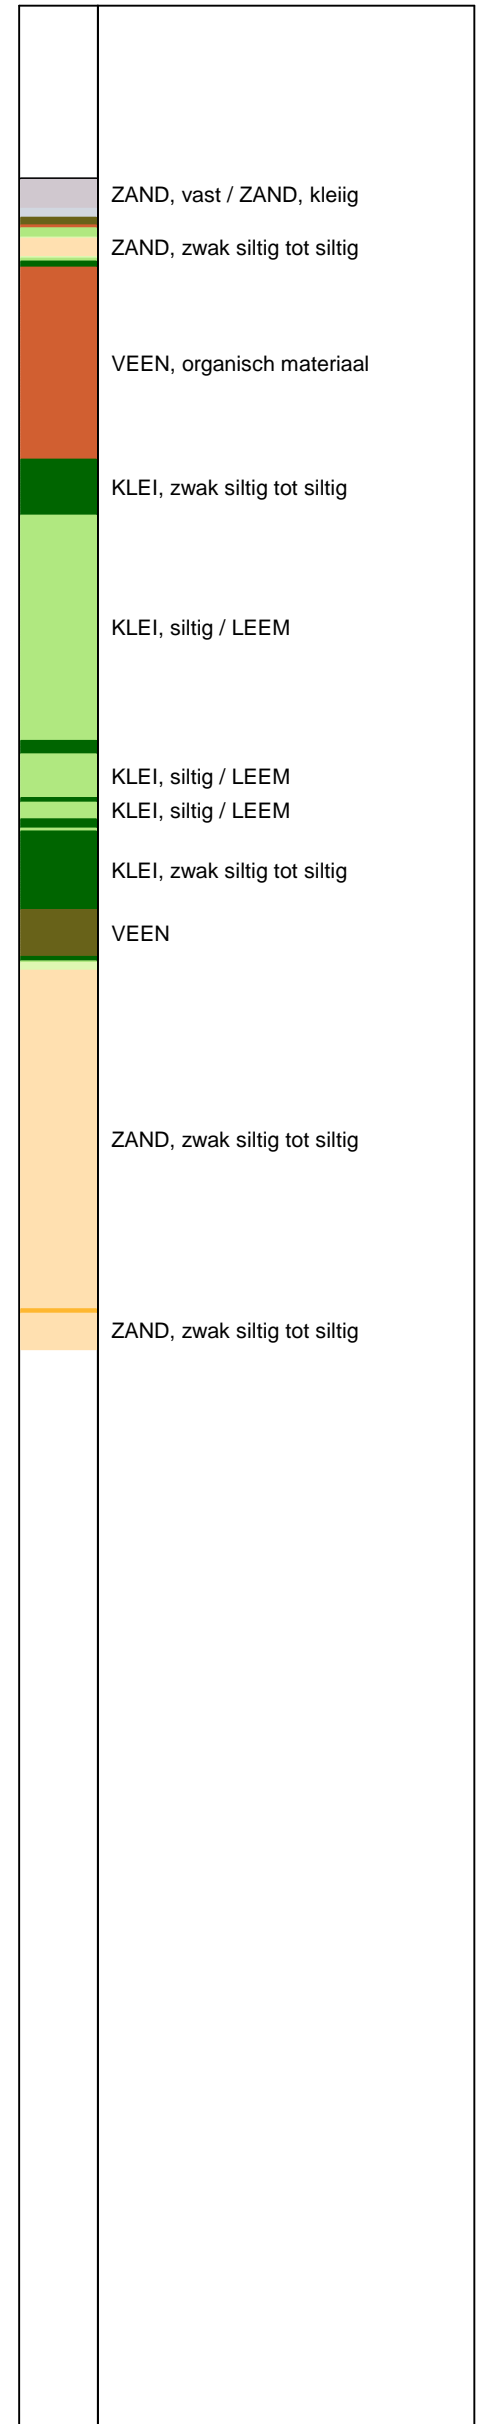 ZAND, vast / ZAND, kleiig
ZAND, zwak siltig tot siltig
VEEN, organisch materiaal
KLEI, zwak siltig tot siltig
KLEI, siltig / LEEM
KLEI, siltig / LEEM
KLEI, siltig / LEEM
KLEI, zwak siltig tot siltig
VEEN
ZAND, zwak siltig tot siltig
ZAND, zwak siltig tot siltig